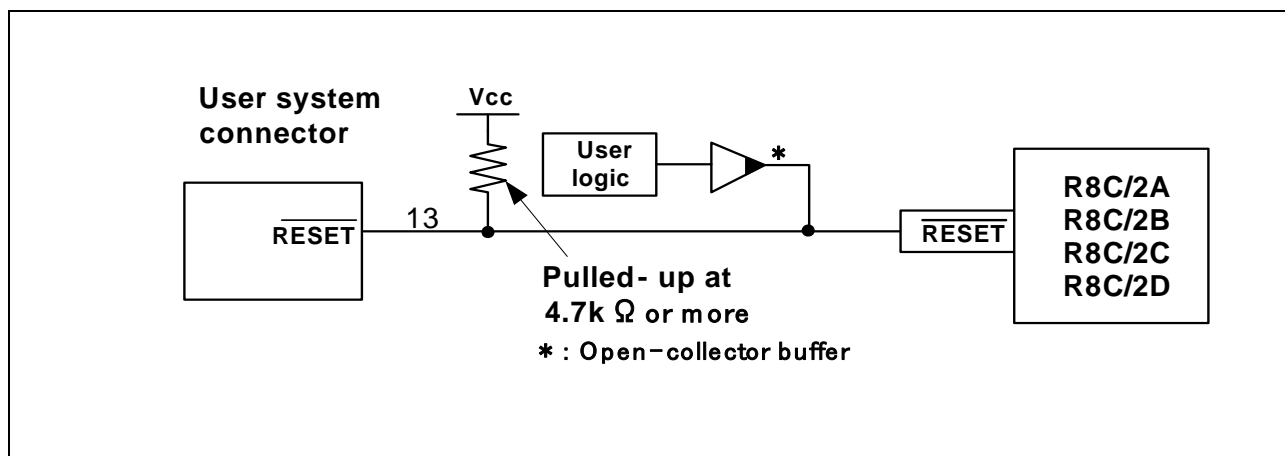 User system
connector
Vcc
User
logic
*
R8C/2A
R8C/2B
R8C/2C
R8C/2D
RESET
13
RESET
Pulled- up at
4.7k Ω or more
* : Open-collector buffer